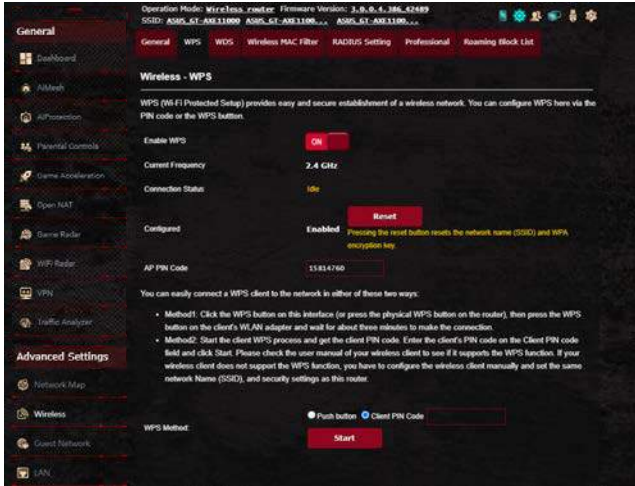 Operation Mode: Wireless router Firmware Version: 3.0.0.4.386_42489
SSID: ASUS_GT-AXE11000 ASUS_GT-AXE1100... ASUS_GT-AXE1100...
General
Dashboard
AiMesh
AiProtection
Parental Controls
Game Acceleration
Open NAT
Game Radar
WiFi Radar
VPN
Traffic Analyzer
Advanced Settings
Network Map
Wireless
Guest Network
LAN
General WPS WDS Wireless MAC Filter RADIUS Setting Professional Roaming Block List
Wireless - WPS
WPS (Wi-Fi Protected Setup) provides easy and secure establishment of a wireless network. You can configure WPS here via the
PIN code or the WPS buttton.
Enable WPS ON
Current Frequency 2.4 GHz
Connection Status Idle
Configured Enabled Reset
Pressing the reset button resets the network name (SSID) and WPA
encryption key.
AP PIN Code 15814760
You can easily connect a WPS client to the network in either of these two ways:
• Method1: Click the WPS button on this interface (or press the physical WPS button on the router), then press the WPS
button on the client's WLAN adapter and wait for about three minutes to make the connection.
• Method2: Start the client WPS process and get the client PIN code. Enter the client's PIN code on the Client PIN code
field and click Start. Please check the user manual of your wireless client to see if it supports the WPS function. If your
wireless client does not support the WPS function, you have to configure the wireless client manually and set the same
network Name (SSID), and security settings as this router.
WPS Method: Push button Client PIN Code
Start